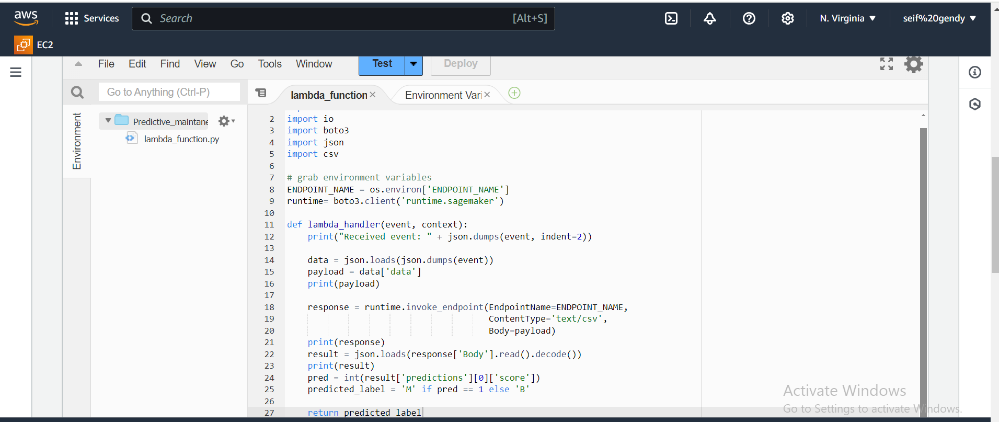 aws
Services
Search
[Alt+S]
N. Virginia
seif%20gendy
EC2
File Edit Find View Go Tools Window
Test
Deploy
Go to Anything (Ctrl-P)
lambda_function
Environment Vari
Environment
Predictive_maintane
lambda_function.py
2 import io
3 import boto3
4 import json
5 import csv
6
7 # grab environment variables
8 ENDPOINT_NAME = os.environ['ENDPOINT_NAME']
9 runtime= boto3.client('runtime.sagemaker')
10
11 def lambda_handler(event, context):
12     print("Received event: " + json.dumps(event, indent=2))
13
14     data = json.loads(json.dumps(event))
15     payload = data['data']
16     print(payload)
17
18     response = runtime.invoke_endpoint(EndpointName=ENDPOINT_NAME,
19                                        ContentType='text/csv',
20                                        Body=payload)
21     print(response)
22     result = json.loads(response['Body'].read().decode())
23     print(result)
24     pred = int(result['predictions'][0]['score'])
25     predicted_label = 'M' if pred == 1 else 'B'
26
27     return predicted_label
Activate Windows
Go to Settings to activate Windows.